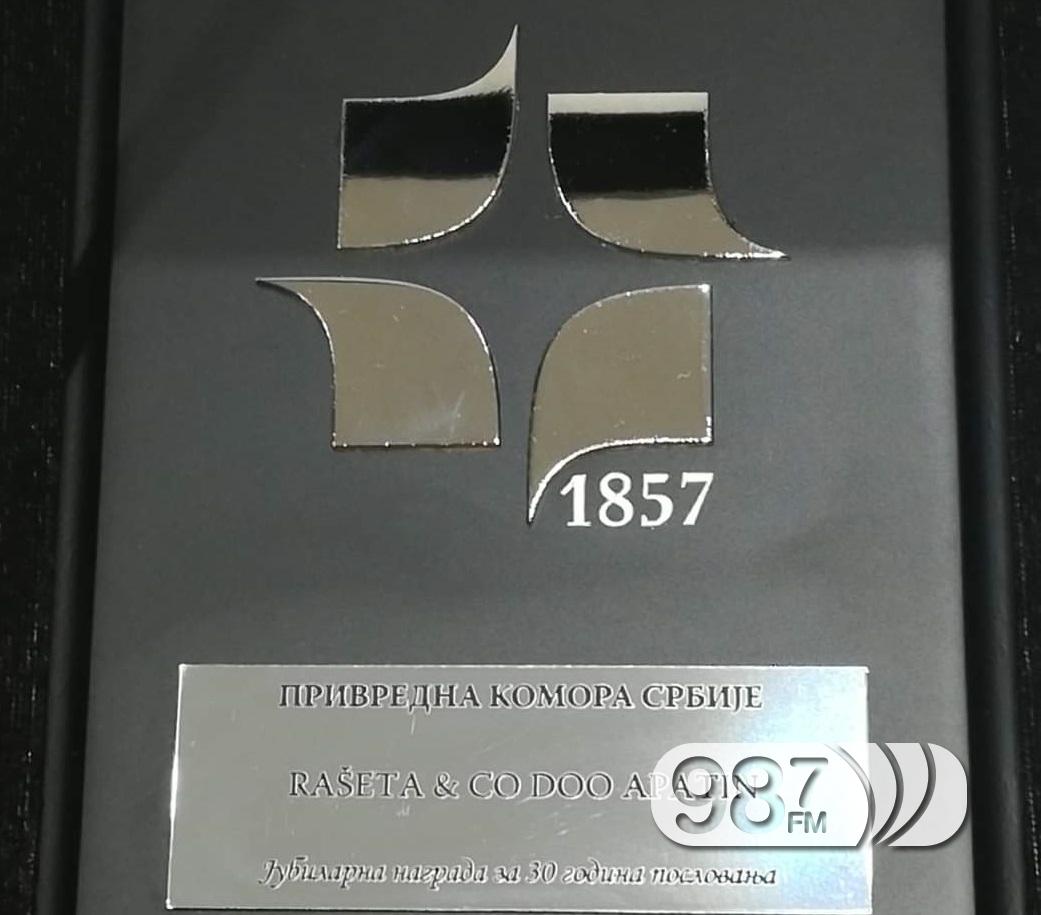 1857
ПРИВРЕДНА КОМОРА СРБИЈЕ
RAŠETA & CO DOO APATIN
987
FM
Јубиларна награда за 30 година пословања